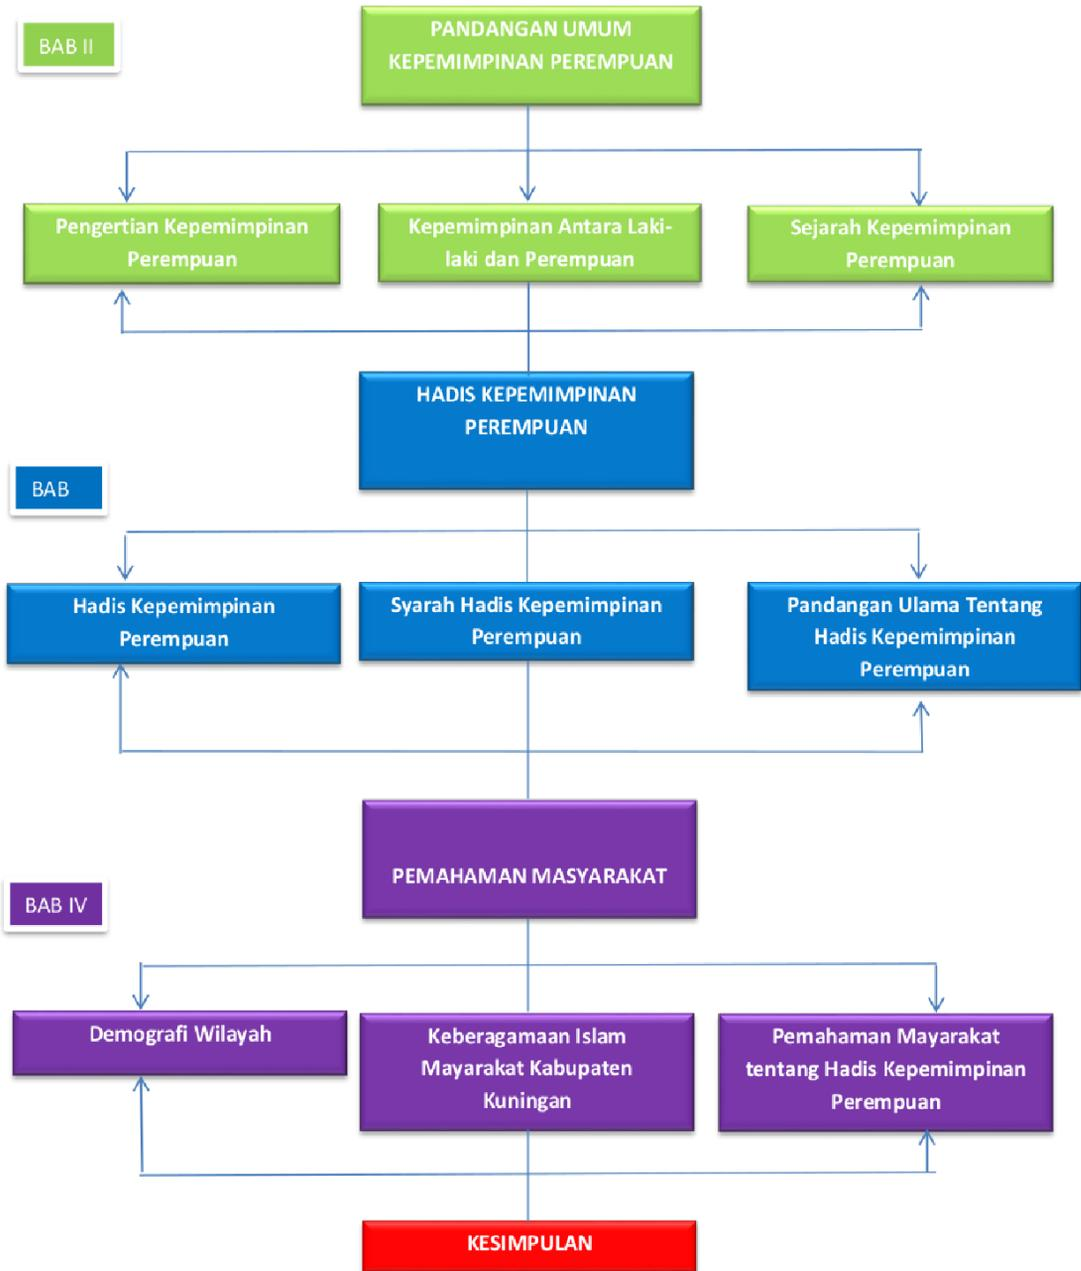 BAB II
PANDANGAN UMUM
KEPEMIMPINAN PEREMPUAN
Pengertian Kepemimpinan
Perempuan
Kepemimpinan Antara Laki-
laki dan Perempuan
Sejarah Kepemimpinan
Perempuan
HADIS KEPEMIMPINAN
PEREMPUAN
BAB
Hadis Kepemimpinan
Perempuan
Syarah Hadis Kepemimpinan
Perempuan
Pandangan Ulama Tentang
Hadis Kepemimpinan
Perempuan
PEMAHAMAN MASYARAKAT
BAB IV
Demografi Wilayah
Keberagamaan Islam
Mayarakat Kabupaten
Kuningan
Pemahaman Mayarakat
tentang Hadis Kepemimpinan
Perempuan
KESIMPULAN